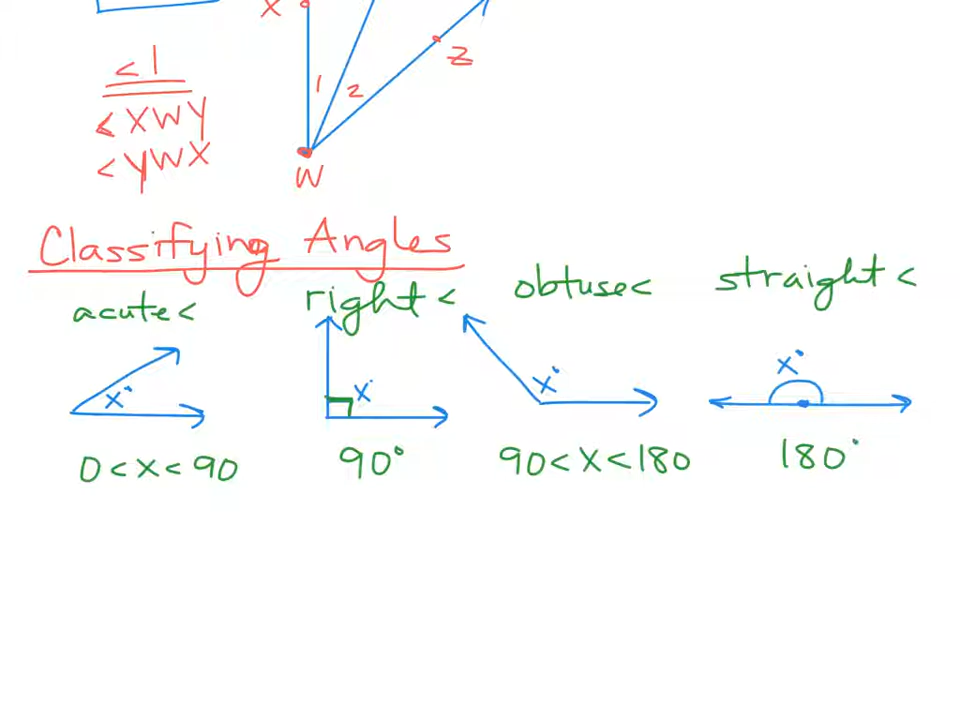 X
Z
<1
1
2
<XWY
<YWX
W
Classifying Angles
acute< right< obtuse< straight<
x° x° x° x°
0<x<90 90° 90<x<180 180°